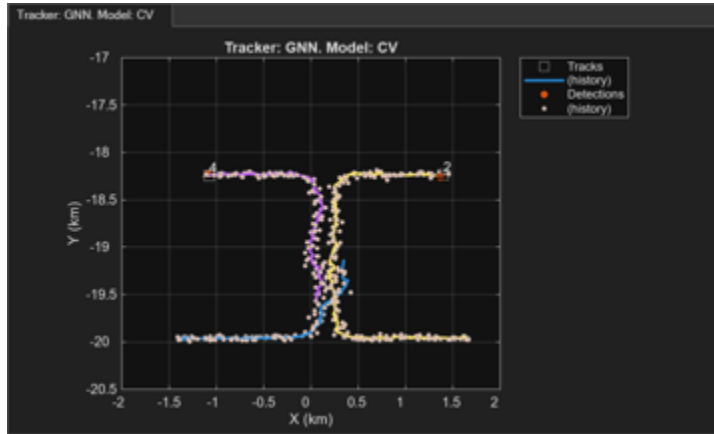 Tracker: GNN. Model: CV
Tracker: GNN. Model: CV
Tracks
(history)
Detections
(history)
-17
-17.5
-18
-18.5
-19
-19.5
-20
-20.5
Y (km)
4
2
-2
-1.5
-1
-0.5
0
0.5
1
1.5
2
X (km)